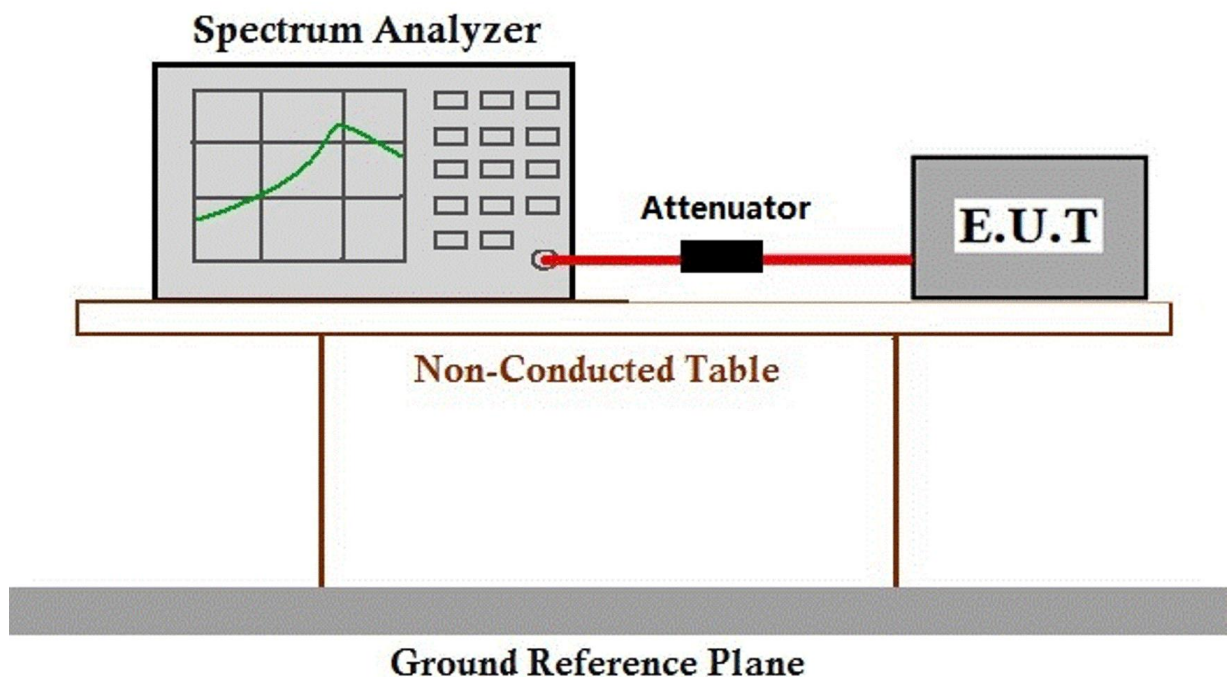 Spectrum Analyzer
Attenuator
E.U.T
Non-Conducted Table
Ground Reference Plane